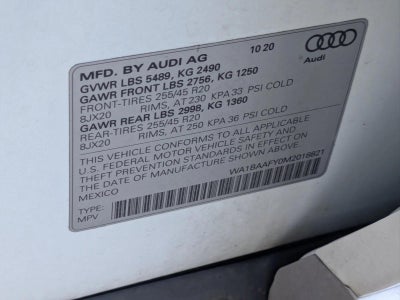 MFD. BY AUDI AG 10 20
Audi
GVWR LBS 5489, KG 2490
GAWR FRONT LBS 2756, KG 1250
FRONT-TIRES 255/45 R20
8JX20 RIMS, AT 230 KPA 33 PSI COLD
GAWR REAR LBS 2998, KG 1360
REAR-TIRES 255/45 R20
8JX20 RIMS, AT 250 KPA 36 PSI COLD
THIS VEHICLE CONFORMS TO ALL APPLICABLE
U.S. FEDERAL MOTOR VEHICLE SAFETY, BUMPER AND
THEFT PREVENTION STANDARDS IN EFFECT ON
THE DATE OF MANUFACTURE SHOWN ABOVE.
MEXICO
WA1BAAFY0M2018821
TYPE:
MPV